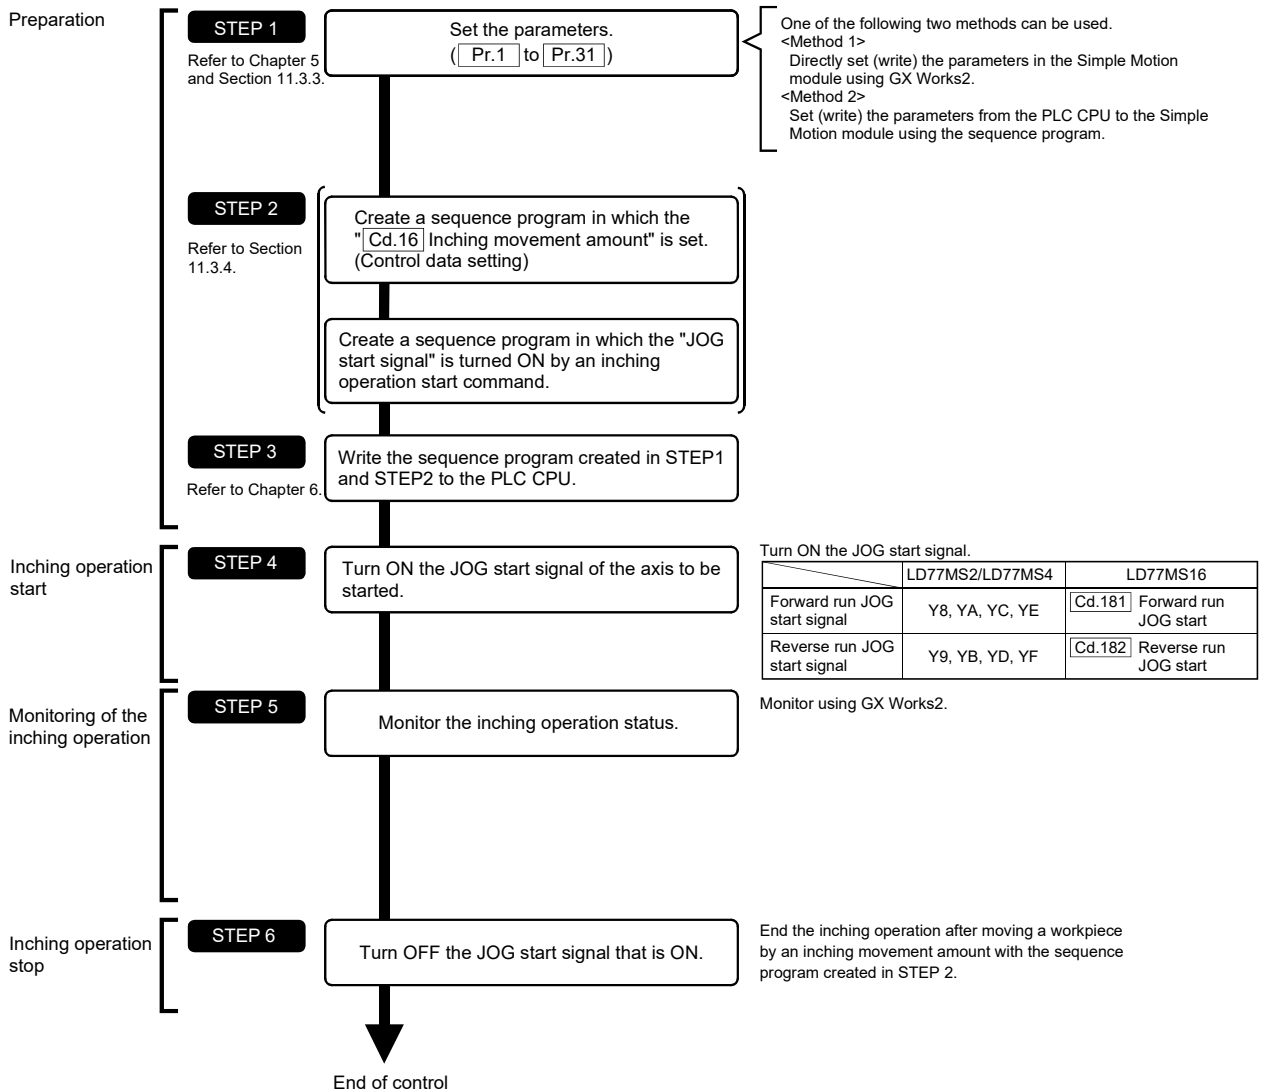 Preparation
STEP 1
Refer to Chapter 5
and Section 11.3.3.
Set the parameters.
( Pr.1 to Pr.31 )
One of the following two methods can be used.
<Method 1>
Directly set (write) the parameters in the Simple Motion
module using GX Works2.
<Method 2>
Set (write) the parameters from the PLC CPU to the Simple
Motion module using the sequence program.
STEP 2
Refer to Section
11.3.4.
Create a sequence program in which the
" Cd.16 Inching movement amount" is set.
(Control data setting)
Create a sequence program in which the "JOG
start signal" is turned ON by an inching
operation start command.
STEP 3
Refer to Chapter 6.
Write the sequence program created in STEP1
and STEP2 to the PLC CPU.
Inching operation
start
STEP 4
Turn ON the JOG start signal of the axis to be
started.
Turn ON the JOG start signal.
LD77MS2/LD77MS4 LD77MS16
Forward run JOG
start signal
Y8, YA, YC, YE
Cd.181 Forward run
JOG start
Reverse run JOG
start signal
Y9, YB, YD, YF
Cd.182 Reverse run
JOG start
Monitoring of the
inching operation
STEP 5
Monitor the inching operation status.
Monitor using GX Works2.
Inching operation
stop
STEP 6
Turn OFF the JOG start signal that is ON.
End the inching operation after moving a workpiece
by an inching movement amount with the sequence
program created in STEP 2.
End of control